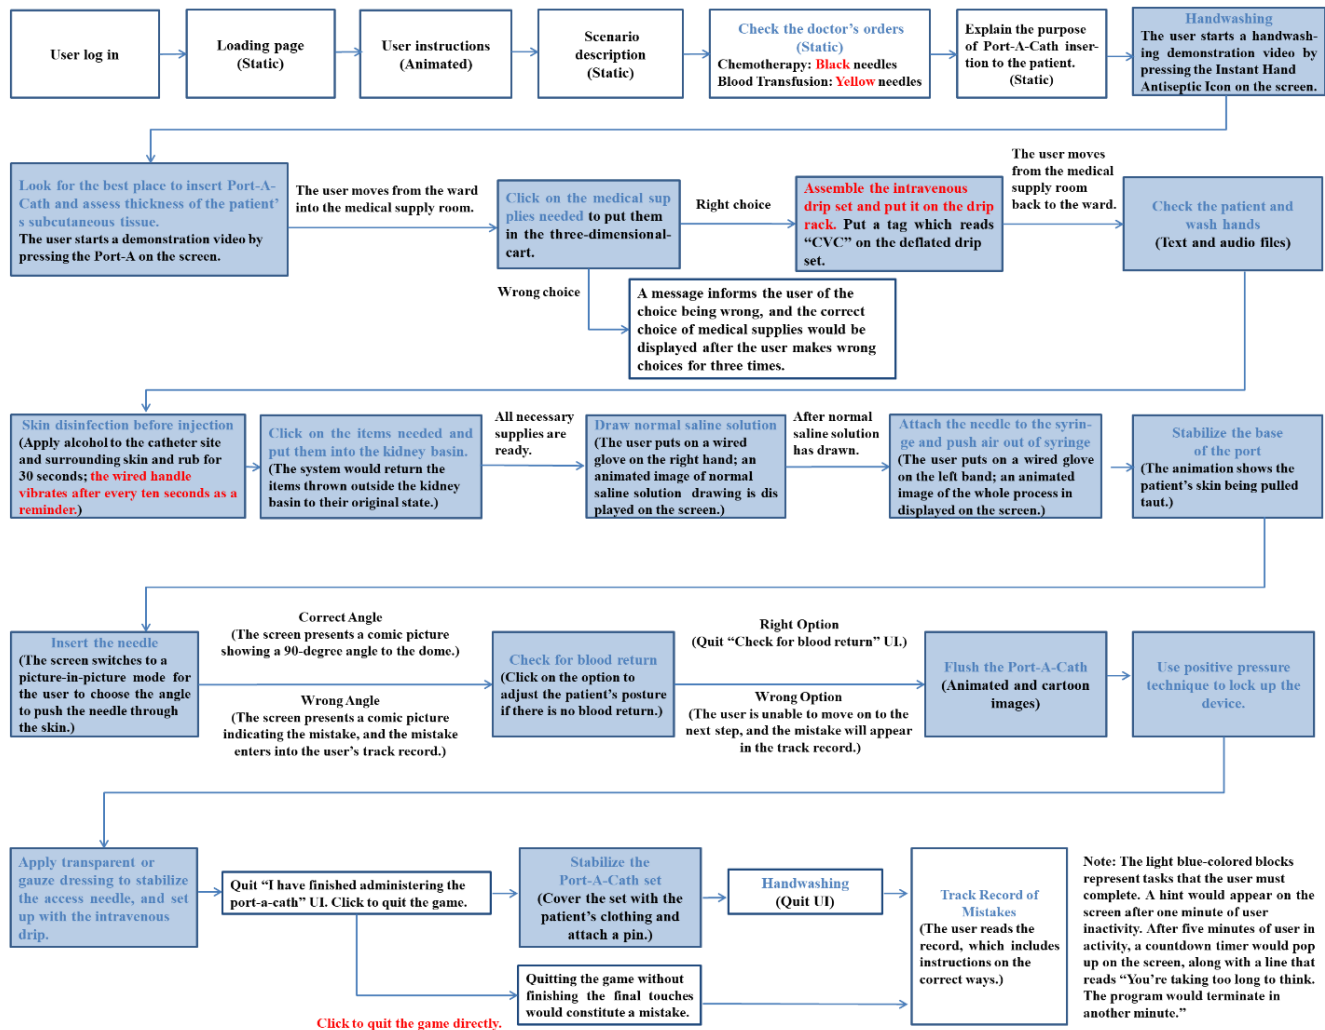 User log in
Loading page
(Static)
User instructions
(Animated)
Scenario
description
(Static)
Check the doctor's orders
(Static)
Chemotherapy: Black needles
Blood Transfusion: Yellow needles
Explain the purpose
of Port-A-Cath inser-
tion to the patient.
(Static)
Handwashing
The user starts a handwash-
ing demonstration video by
pressing the Instant Hand
Antiseptic Icon on the screen.
Look for the best place to insert Port-A-
Cath and assess thickness of the patient'
s subcutaneous tissue.
The user starts a demonstration video by
pressing the Port-A on the screen.
The user moves from the ward
into the medical supply room.
Click on the medical sup
plies needed to put them
in the three-dimensional-
cart.
Right choice
Wrong choice
A message informs the user of the
choice being wrong, and the correct
choice of medical supplies would be
displayed after the user makes wrong
choices for three times.
Assemble the intravenous
drip set and put it on the drip
rack. Put a tag which reads
“CVC” on the deflated drip
set.
The user moves
from the medical
supply room
back to the ward.
Check the patient and
wash hands
(Text and audio files)
Skin disinfection before injection
(Apply alcohol to the catheter site
and surrounding skin and rub for
30 seconds; the wired handle
vibrates after every ten seconds as a
reminder.)
Click on the items needed and
put them into the kidney basin.
(The system would return the
items thrown outside the kidney
basin to their original state.)
All necessary
supplies are
ready.
Draw normal saline solution
(The user puts on a wired
glove on the right hand; an
animated image of normal
saline solution drawing is dis
played on the screen.)
After normal
saline solution
has drawn.
Attach the needle to the syrin-
ge and push air out of syringe
(The user puts on a wired glove
on the left band; an animated
image of the whole process in
displayed on the screen.)
Stabilize the base
of the port
(The animation shows the
patient's skin being pulled
taut.)
Insert the needle
(The screen switches to a
picture-in-picture mode for
the user to choose the angle
to push the needle through
the skin.)
Correct Angle
(The screen presents a comic picture
showing a 90-degree angle to the dome.)
Wrong Angle
(The screen presents a comic picture
indicating the mistake, and the mistake
enters into the user's track record.)
Check for blood return
(Click on the option to
adjust the patient's posture
if there is no blood return.)
Right Option
(Quit “Check for blood return” UI.)
Wrong Option
(The user is unable to move on to the
next step, and the mistake will appear
in the track record.)
Flush the Port-A-Cath
(Animated and cartoon
images)
Use positive pressure
technique to lock up the
device.
Apply transparent or
gauze dressing to stabilize
the access needle, and set
up with the intravenous
drip.
Quit “I have finished administering the
port-a-cath” UI. Click to quit the game.
Stabilize the
Port-A-Cath set
(Cover the set with the
patient's clothing and
attach a pin.)
Handwashing
(Quit UI)
Click to quit the game directly.
Quitting the game without
finishing the final touches
would constitute a mistake.
Track Record of
Mistakes
(The user reads the
record, which includes
instructions on the
correct ways.)
Note: The light blue-colored blocks
represent tasks that the user must
complete. A hint would appear on the
screen after one minute of user
inactivity. After five minutes of user in
activity, a countdown timer would pop
up on the screen, along with a line that
reads “You're taking too long to think.
The program would terminate in
another minute.”